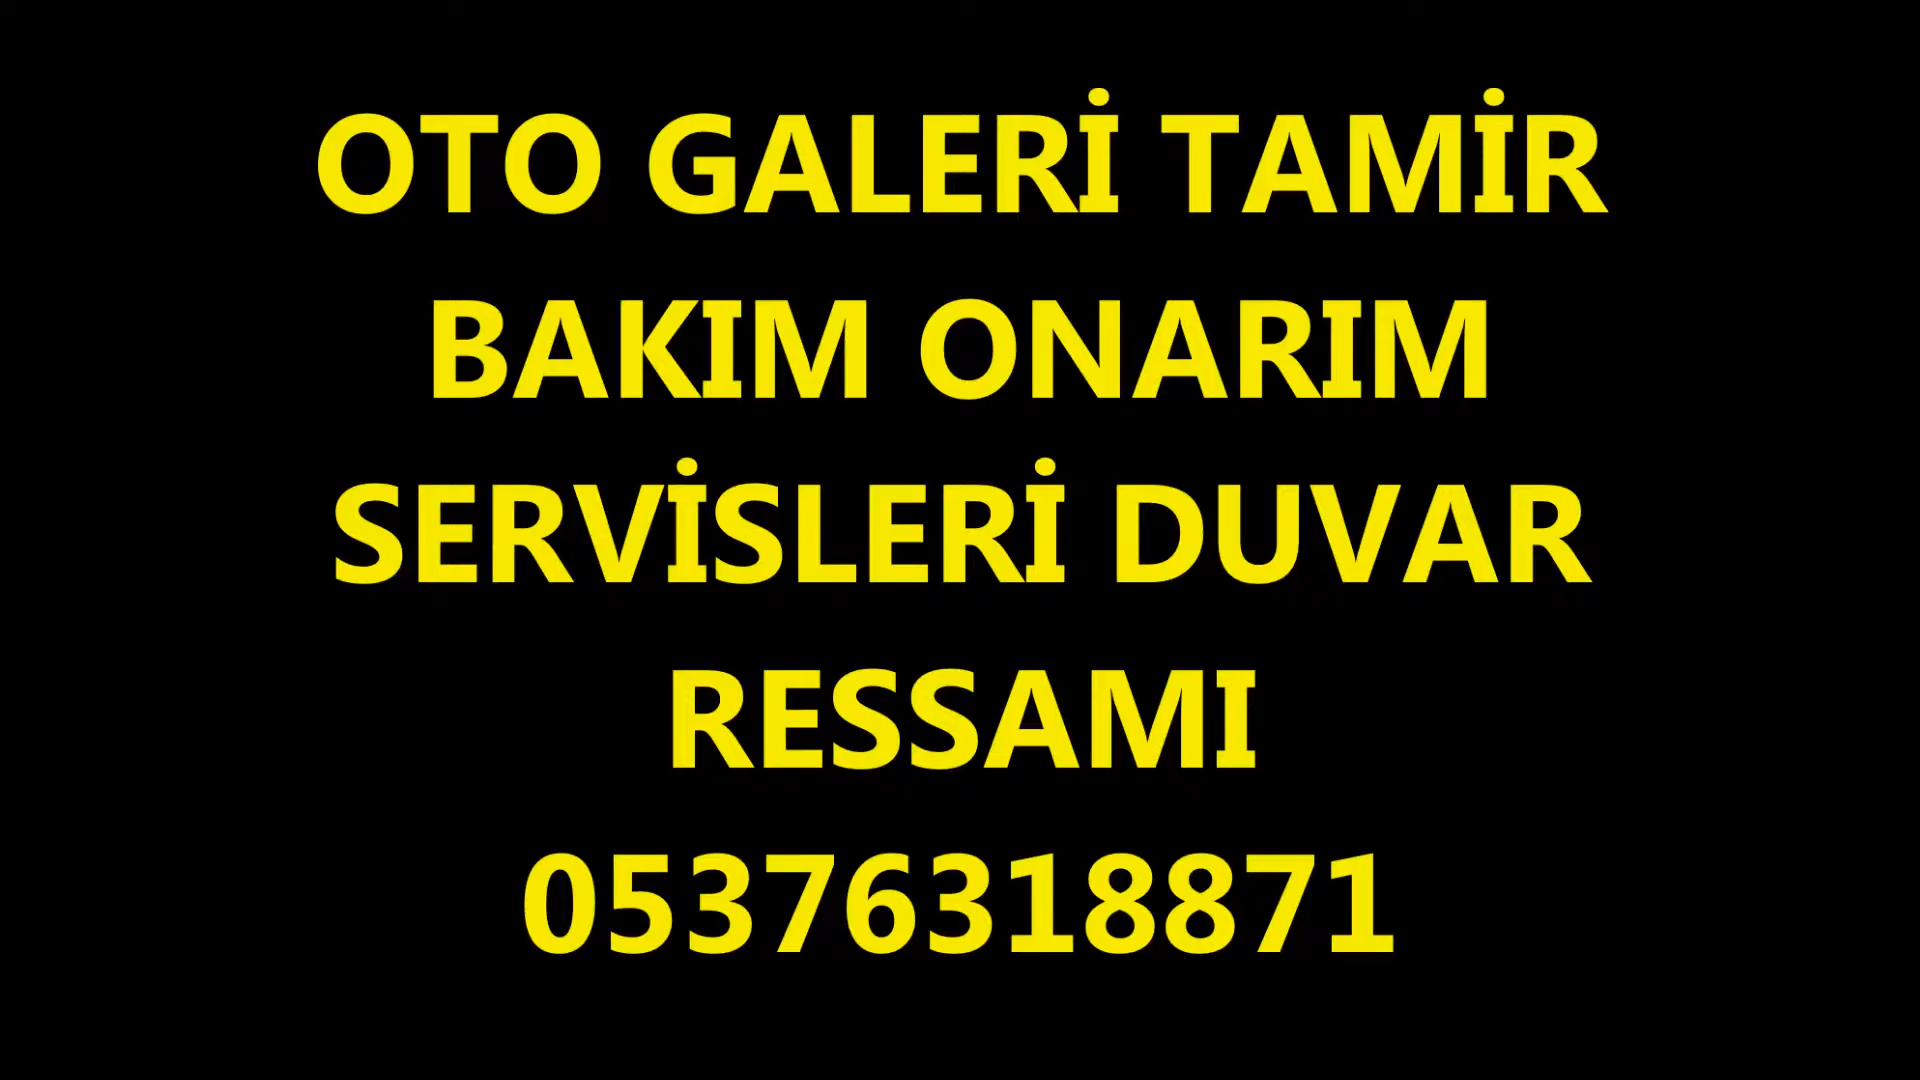 OTO GALERİ TAMİR
BAKIM ONARIM
SERVİSLERİ DUVAR
RESSAMI
05376318871